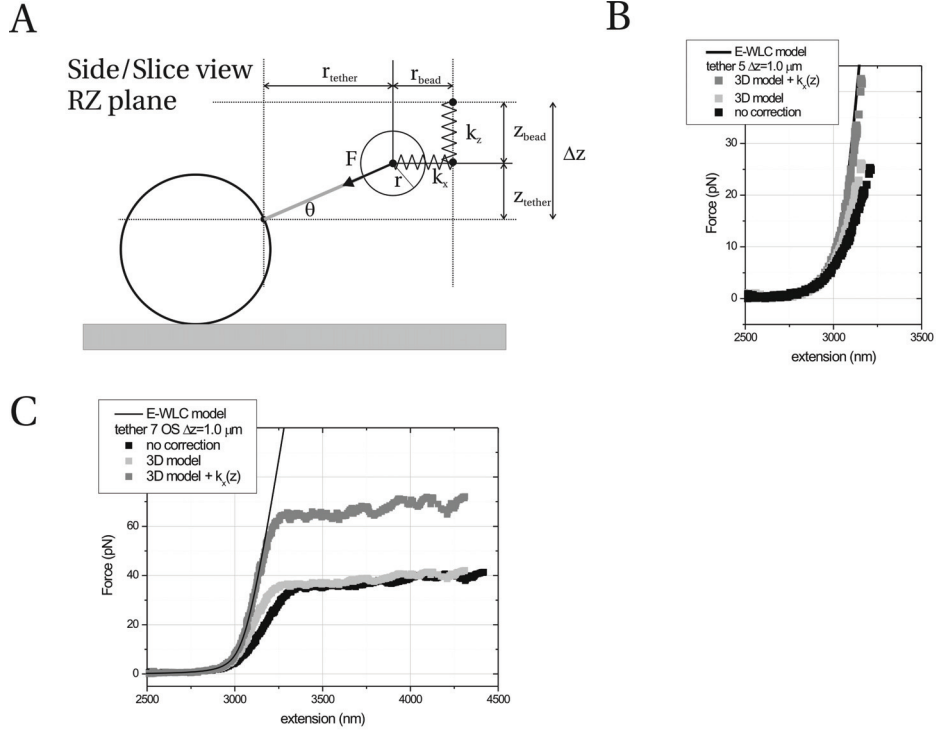 A
Side/Slice view
RZ plane
r_tether
r_bead
F
r
k_x
k_z
θ
z_bead
z_tether
Δz
B
E-WLC model
tether 5 Δz=1.0 μm
3D model + k_x(z)
3D model
no correction
Force (pN)
40
30
20
10
0
2500
3000
3500
extension (nm)
C
E-WLC model
tether 7 OS Δz=1.0 μm
no correction
3D model
3D model + k_x(z)
Force (pN)
60
40
20
0
2500
3000
3500
4000
4500
extension (nm)